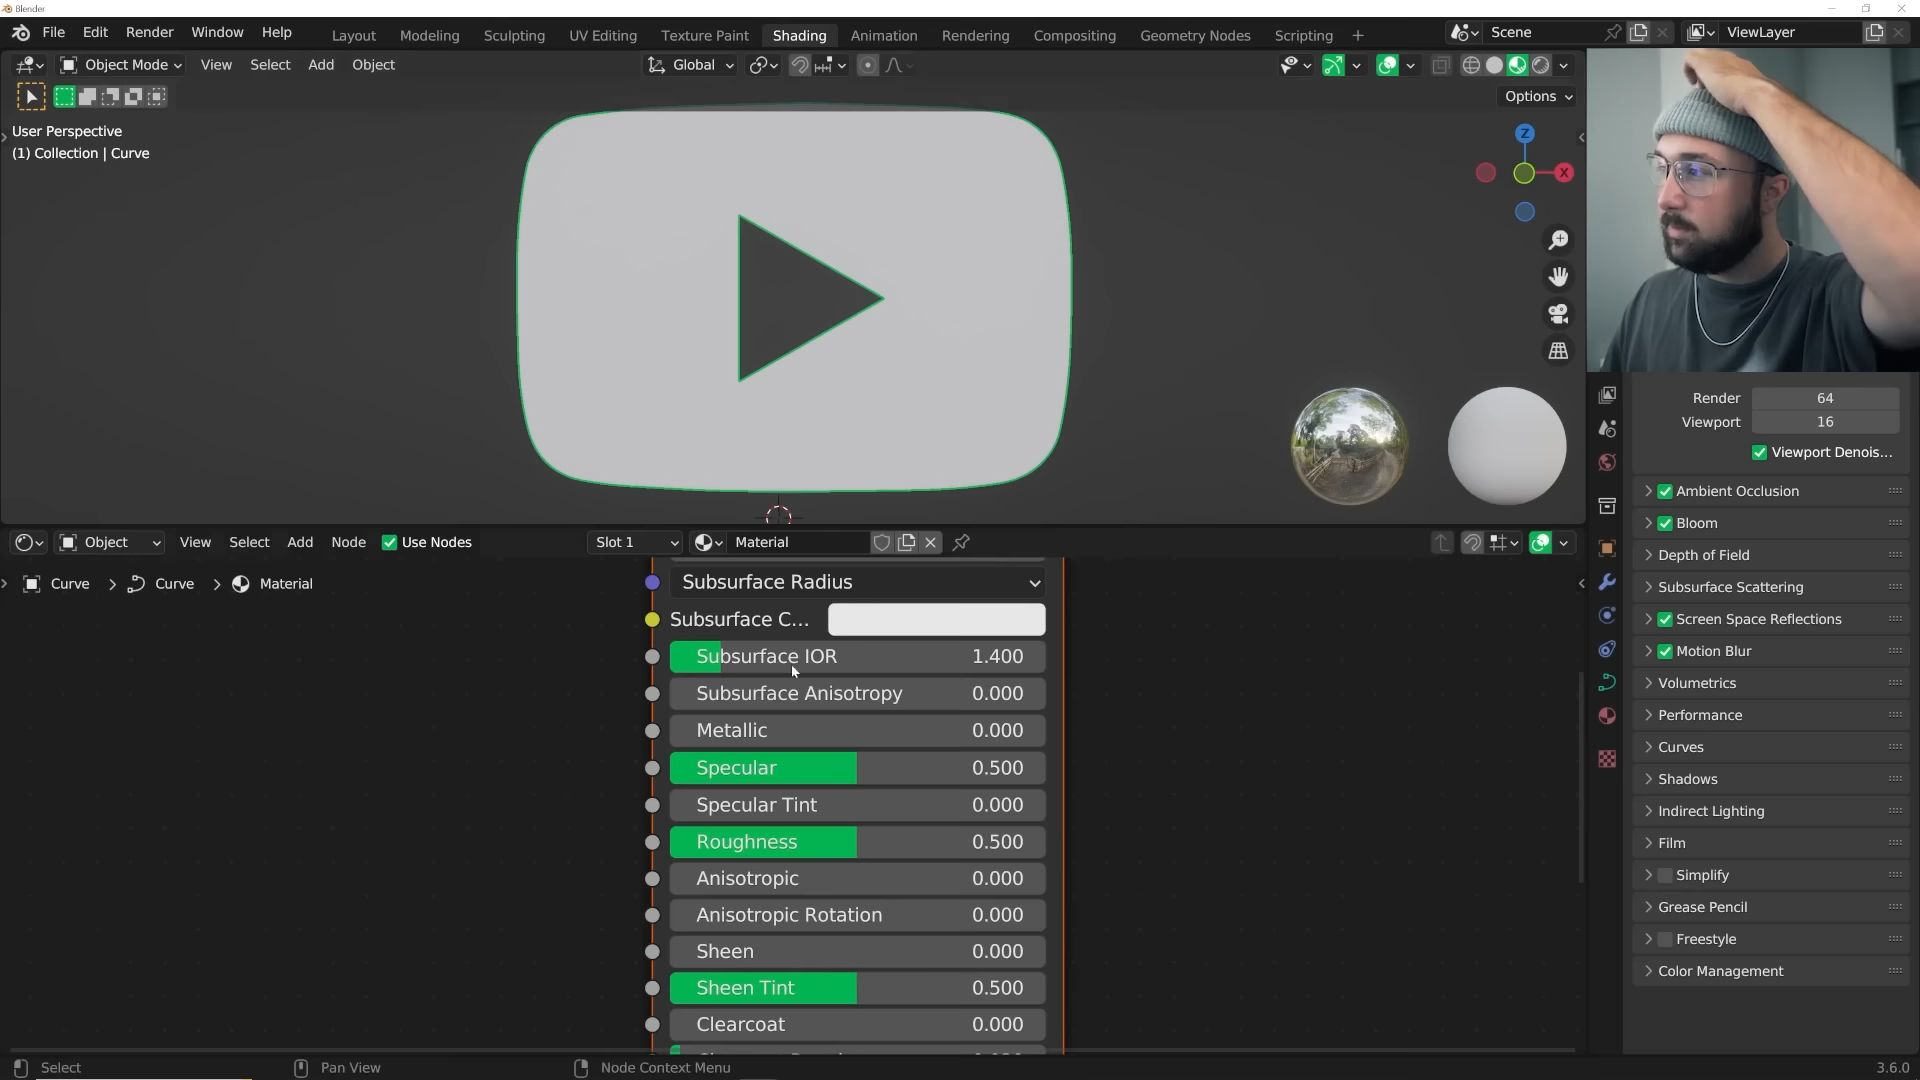 Blender
File Edit Render Window Help
Layout Modeling Sculpting UV Editing Texture Paint Shading Animation Rendering Compositing Geometry Nodes Scripting +
Scene
ViewLayer
Object Mode View Select Add Object
Global
Options
User Perspective
(1) Collection | Curve
Z
X
Render 64
Viewport 16
Viewport Denois...
Ambient Occlusion
Bloom
Depth of Field
Subsurface Scattering
Screen Space Reflections
Motion Blur
Volumetrics
Performance
Curves
Shadows
Indirect Lighting
Film
Simplify
Grease Pencil
Freestyle
Color Management
Object View Select Add Node Use Nodes
Slot 1
Material
Curve > Curve > Material
Subsurface Radius
Subsurface C...
Subsurface IOR 1.400
Subsurface Anisotropy 0.000
Metallic 0.000
Specular 0.500
Specular Tint 0.000
Roughness 0.500
Anisotropic 0.000
Anisotropic Rotation 0.000
Sheen 0.000
Sheen Tint 0.500
Clearcoat 0.000
Select
Pan View
Node Context Menu
3.6.0